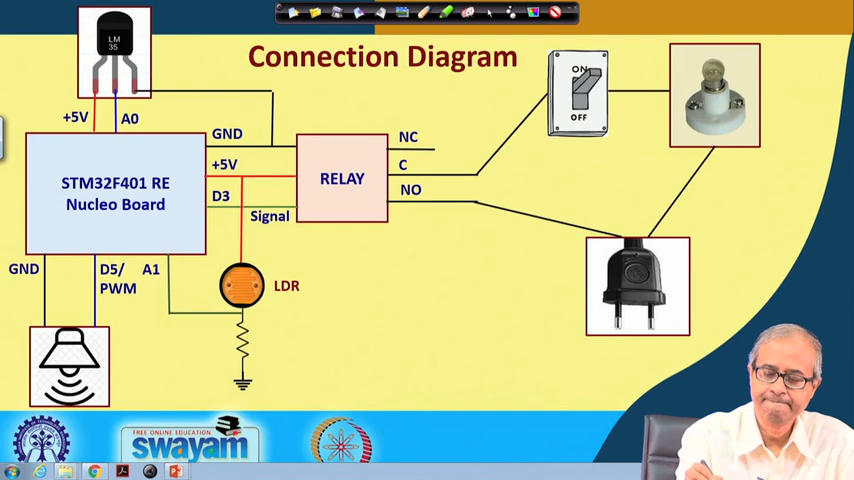 LM
35
Connection Diagram
ON
OFF
+5V
A0
GND
NC
+5V
C
STM32F401 RE
Nucleo Board
RELAY
D3
NO
Signal
GND
D5/
PWM
A1
LDR
FREE ONLINE EDUCATION
swayam